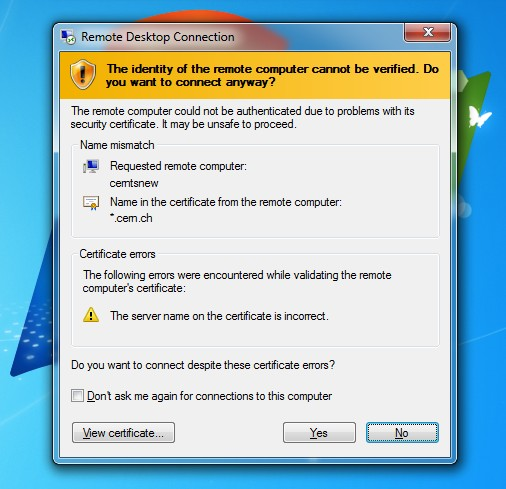 Remote Desktop Connection
The identity of the remote computer cannot be verified. Do
you want to connect anyway?
The remote computer could not be authenticated due to problems with its
security certificate. It may be unsafe to proceed.
Name mismatch
Requested remote computer:
cerntsnew
Name in the certificate from the remote computer:
*.cern.ch
Certificate errors
The following errors were encountered while validating the remote
computer's certificate:
The server name on the certificate is incorrect.
Do you want to connect despite these certificate errors?
Don't ask me again for connections to this computer
View certificate...
Yes
No